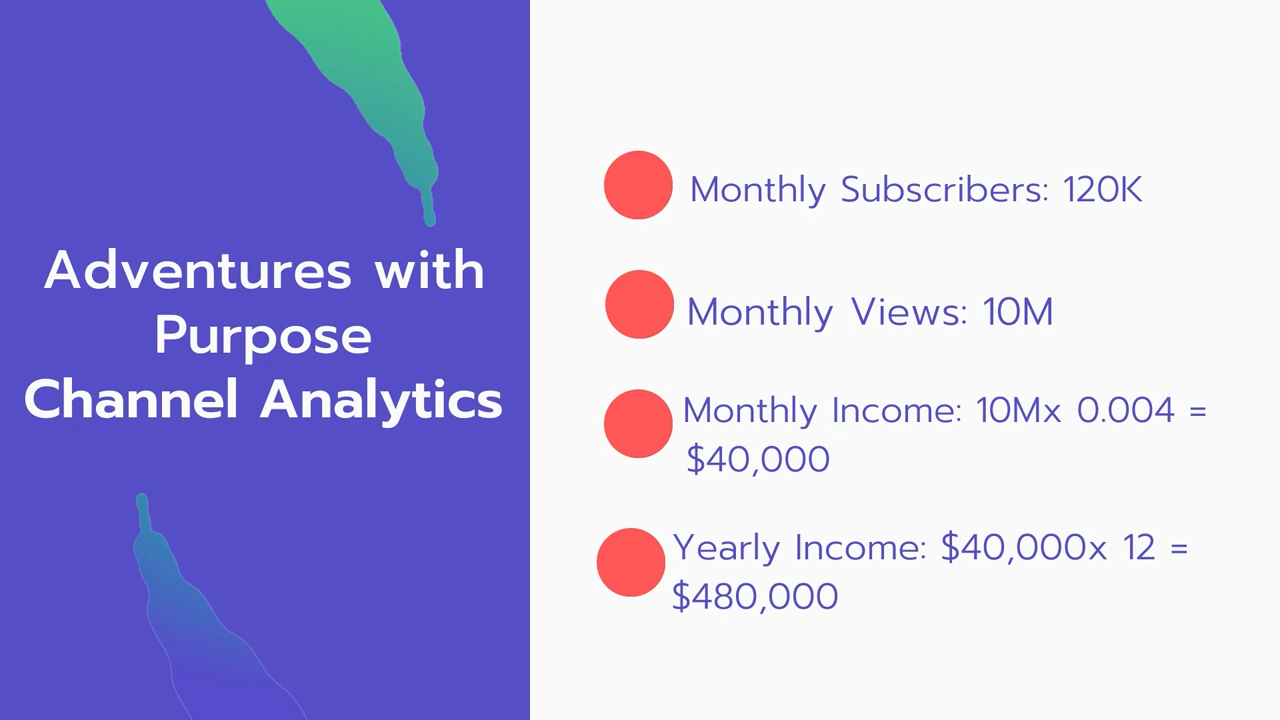 Adventures with
Purpose
Channel Analytics
Monthly Subscribers: 120K
Monthly Views: 10M
Monthly Income: 10Mx 0.004 =
$40,000
Yearly Income: $40,000x 12 =
$480,000